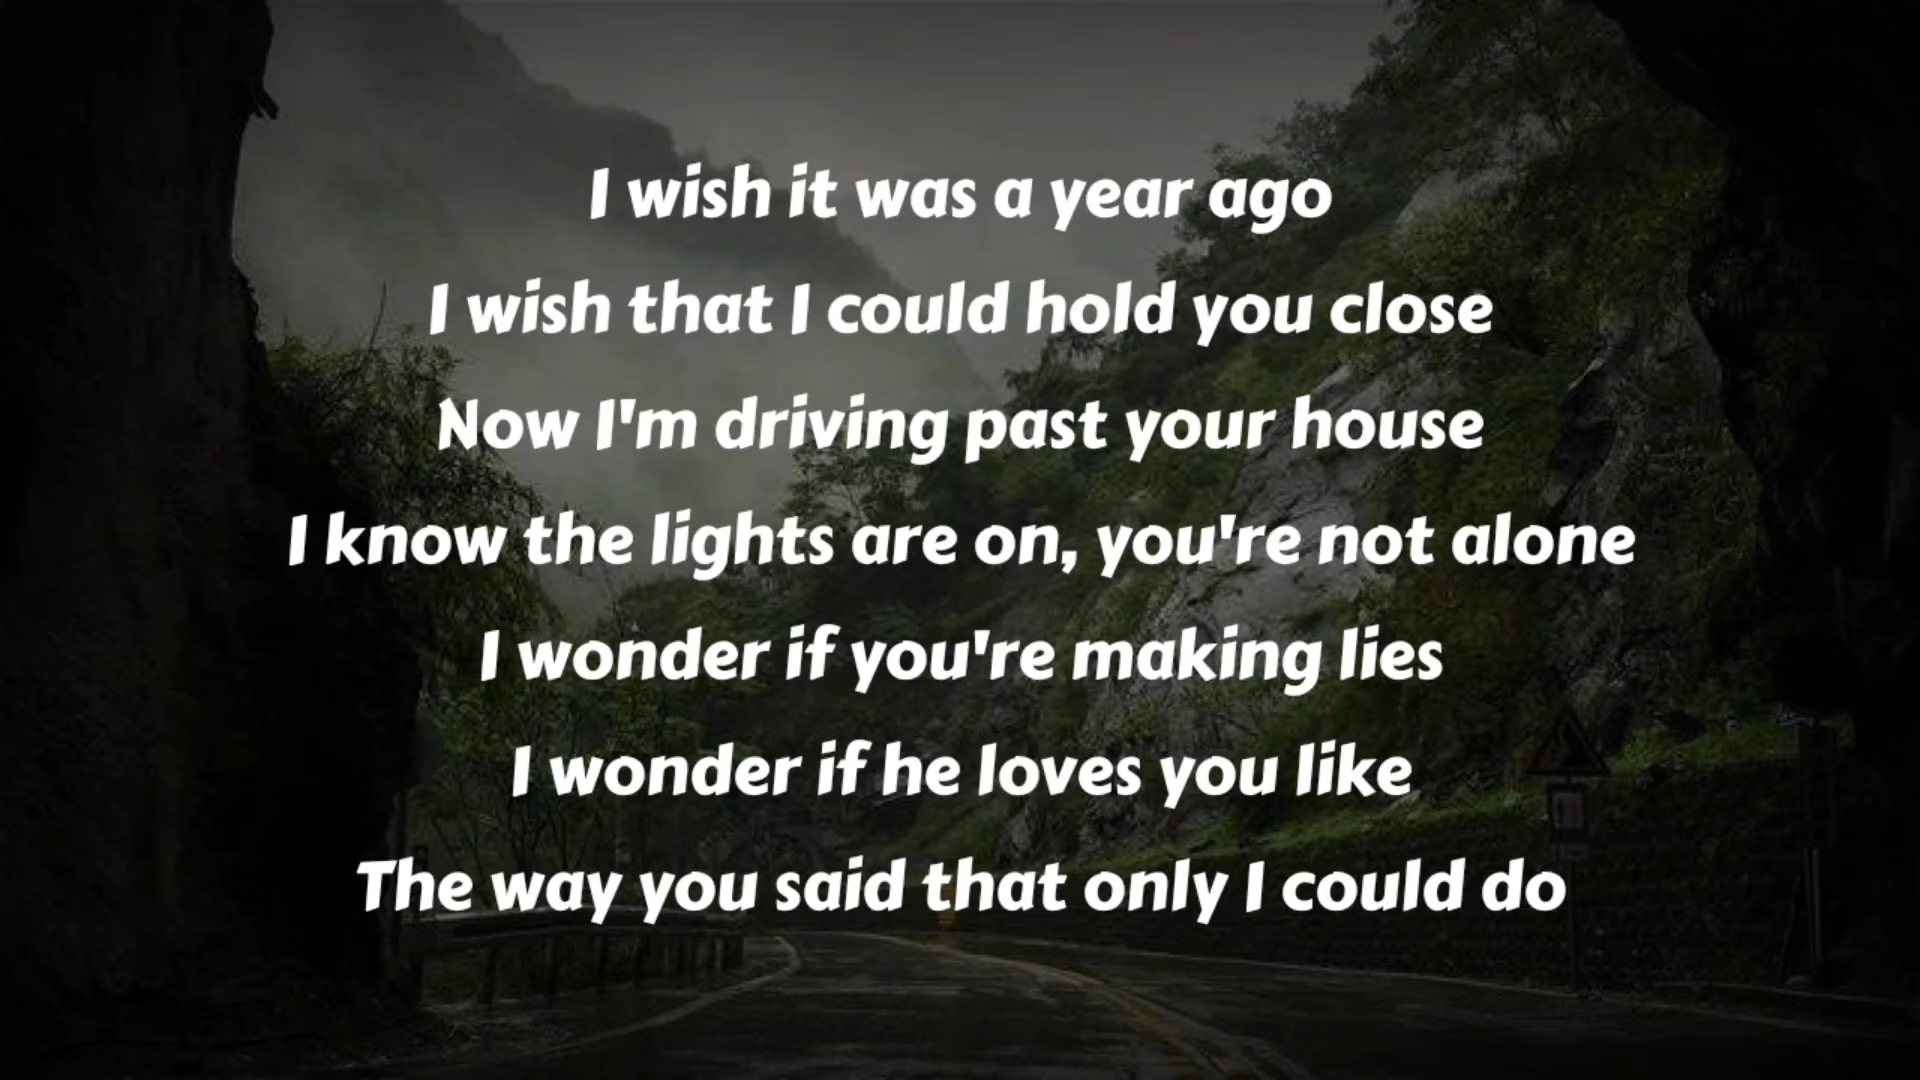 I wish it was a year ago
I wish that I could hold you close
Now I'm driving past your house
I know the lights are on, you're not alone
I wonder if you're making lies
I wonder if he loves you like
The way you said that only I could do